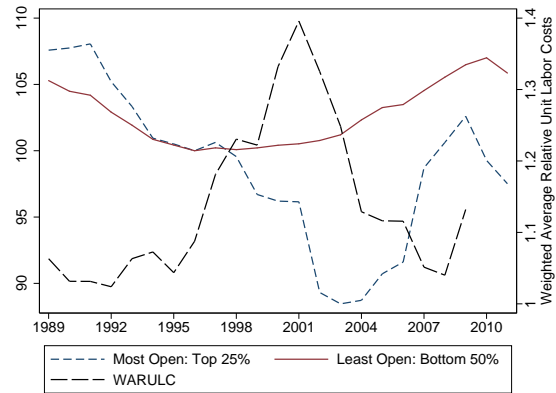 110
105
100
95
90
1.4
1.3
1.2
1.1
1
Weighted Average Relative Unit Labor Costs
1989 1992 1995 1998 2001 2004 2007 2010
Most Open: Top 25% Least Open: Bottom 50%
WARULC